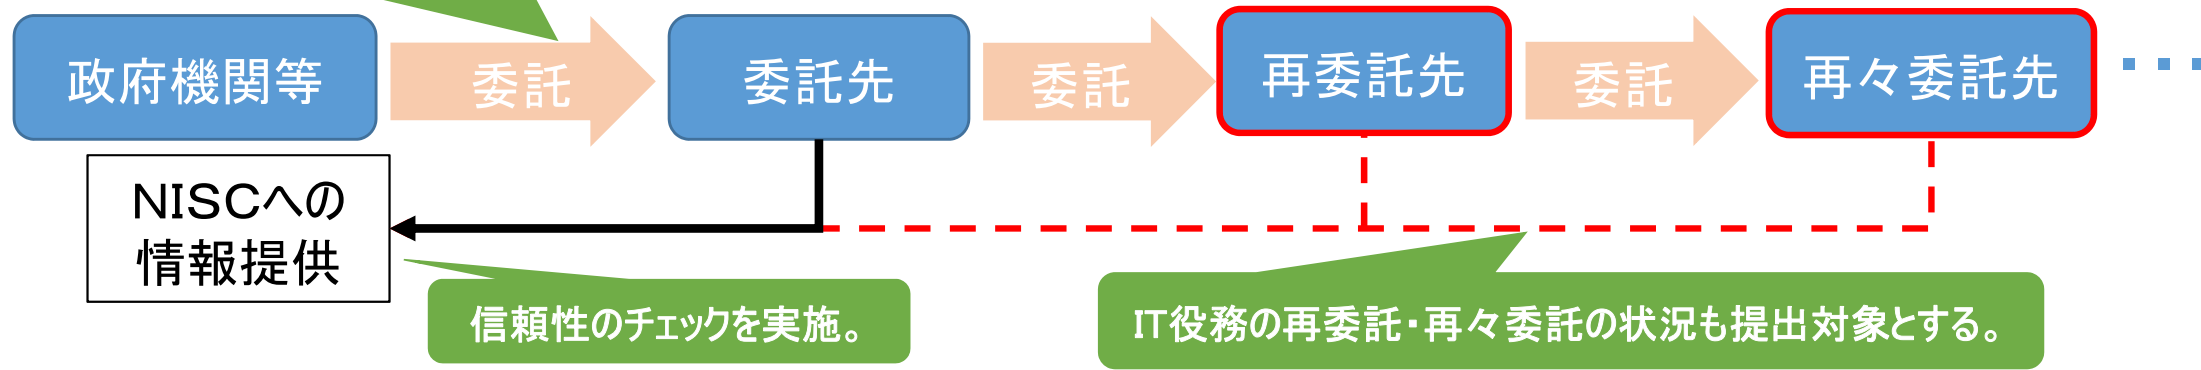 政府機関等
委託
委託先
委託
再委託先
委託
再々委託先
NISCへの
情報提供
信頼性のチェックを実施。
IT役務の再委託・再々委託の状況も提出対象とする。